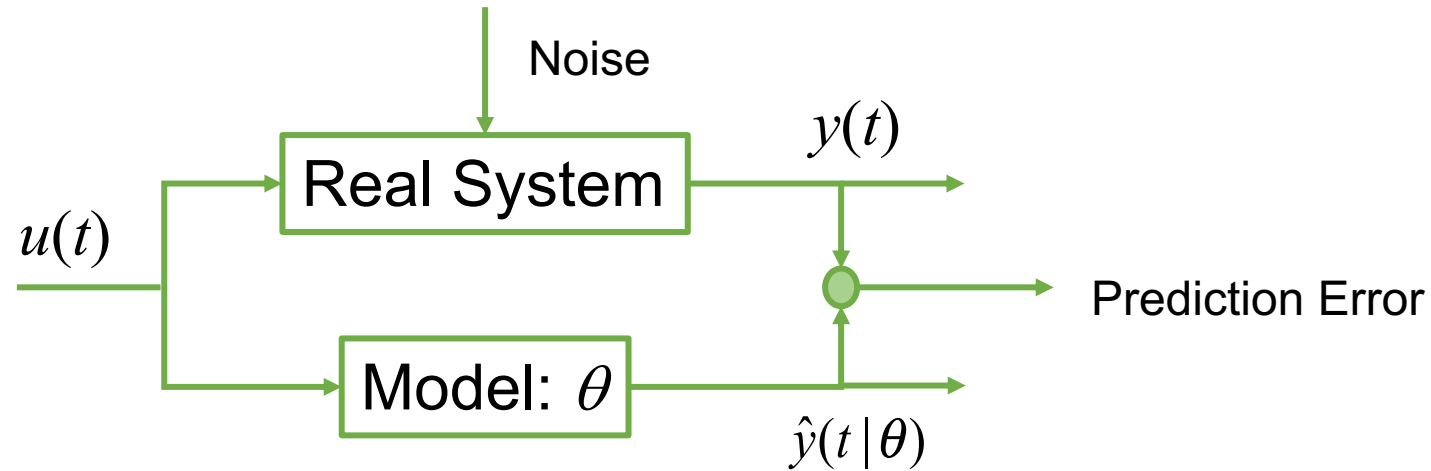 Noise
y(t)
Real System
u(t)
Prediction Error
Model: θ
ŷ(t | θ)